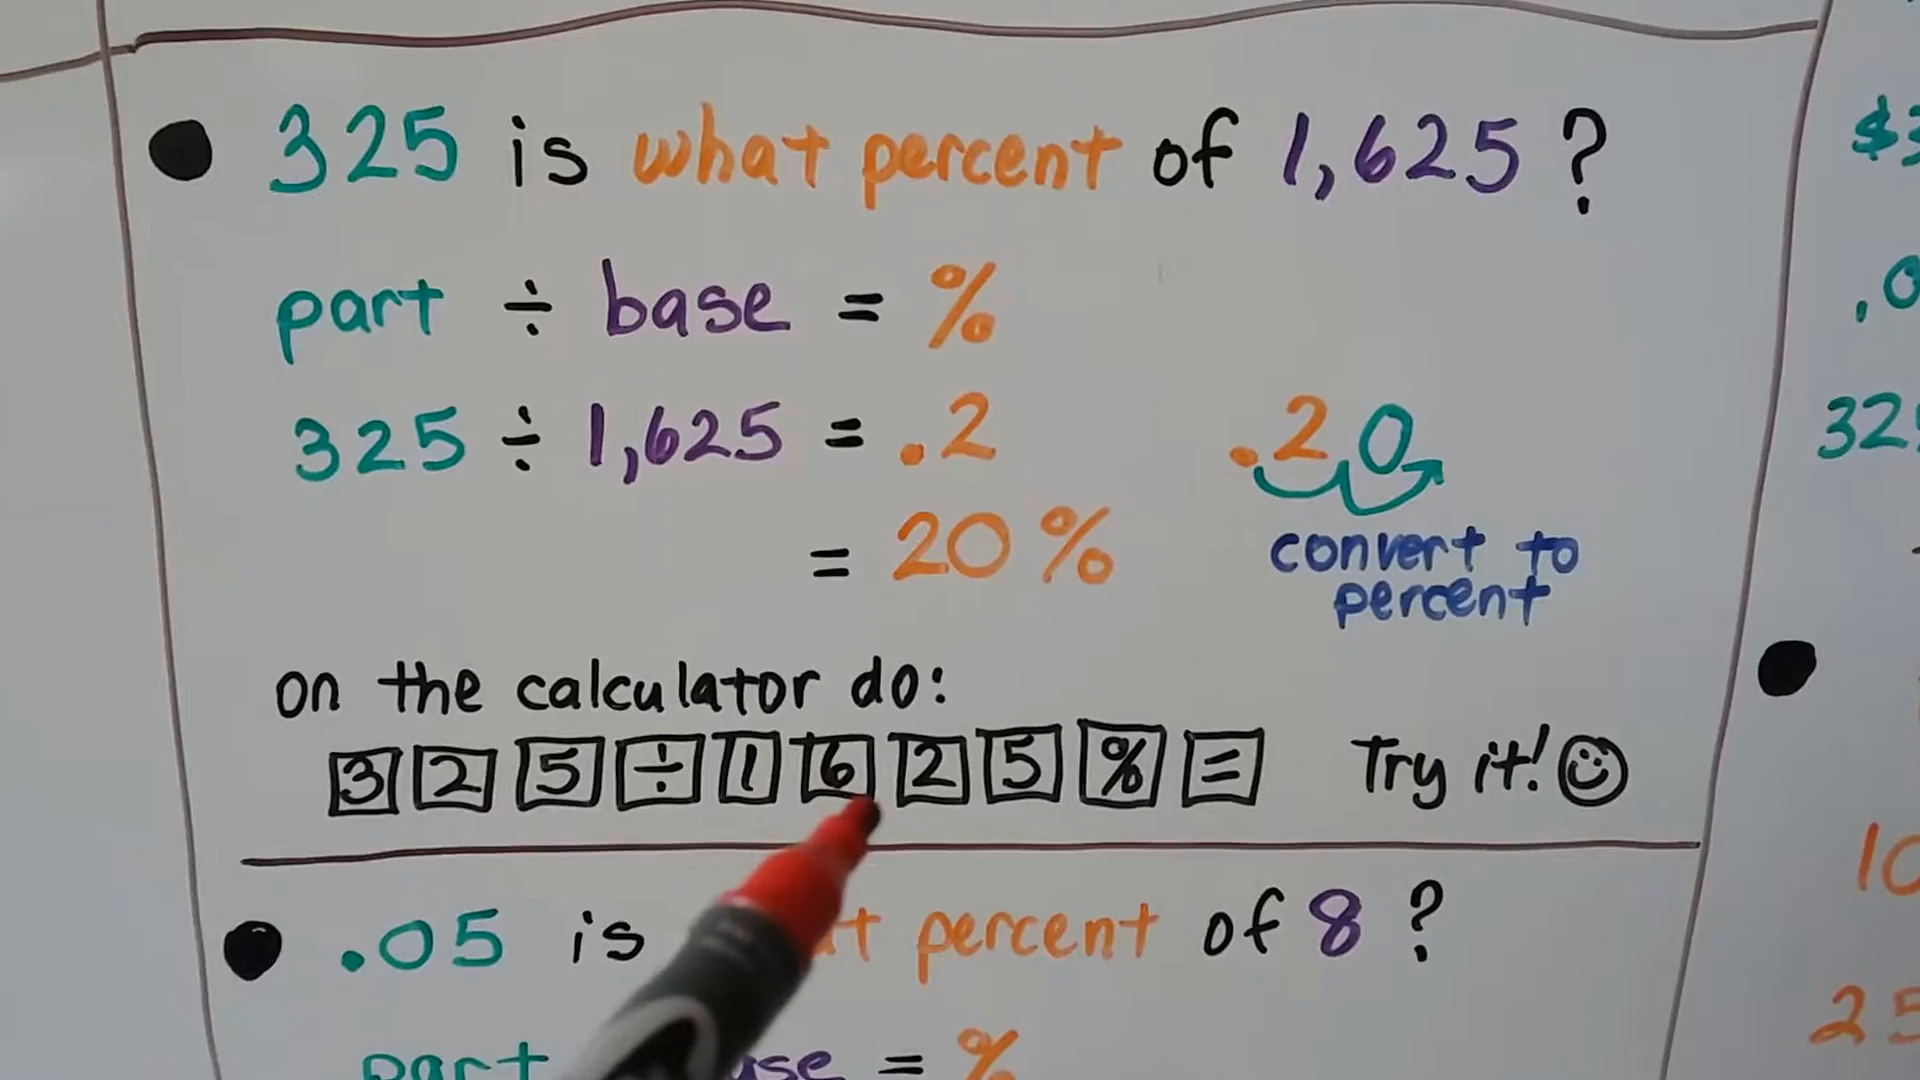 325 is what percent of 1,625?
part ÷ base = %
325 ÷ 1,625 = .2
.20
= 20%
convert to
percent
on the calculator do:
3 2 5 ÷ 1 6 2 5 % =
Try it!
.05 is percent of 8?
part = %